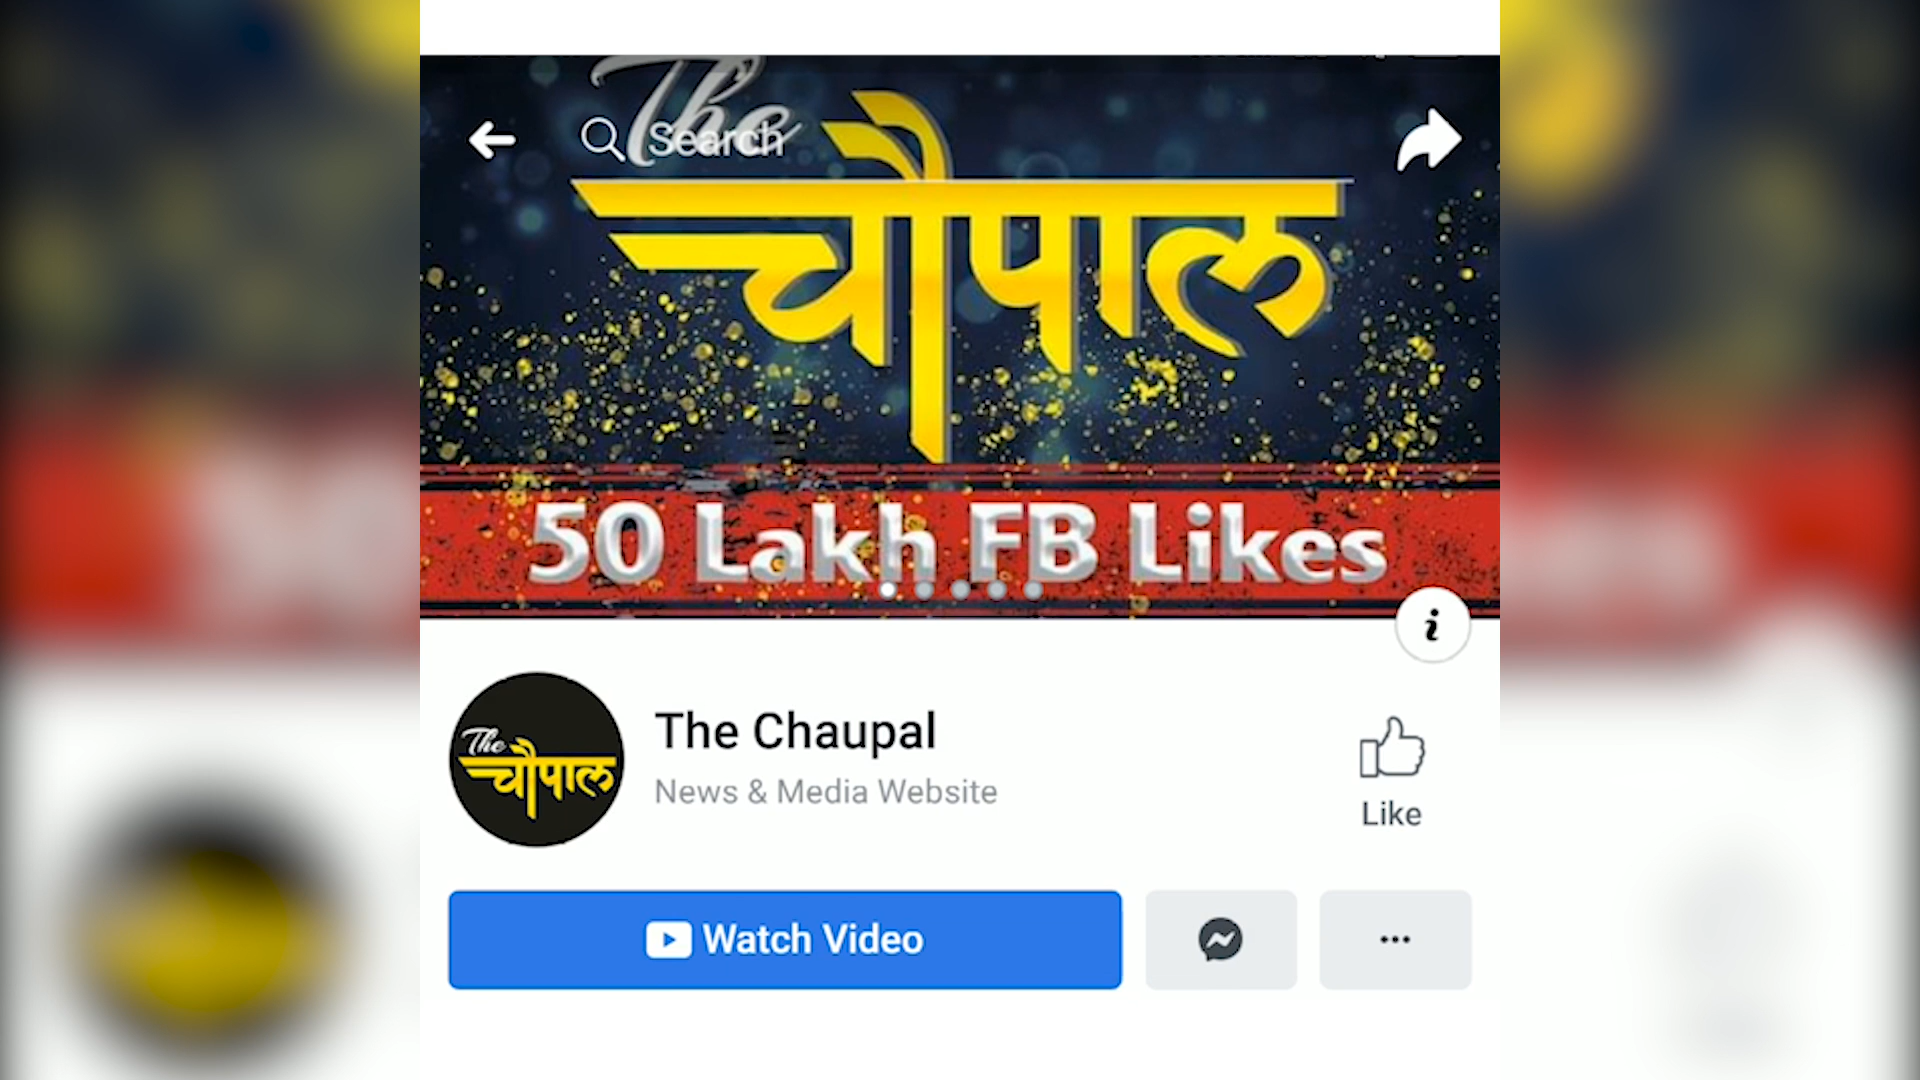 The
Search
चौपाल
50 Lakh FB Likes
i
The चौपाल
The Chaupal
News & Media Website
Like
Watch Video